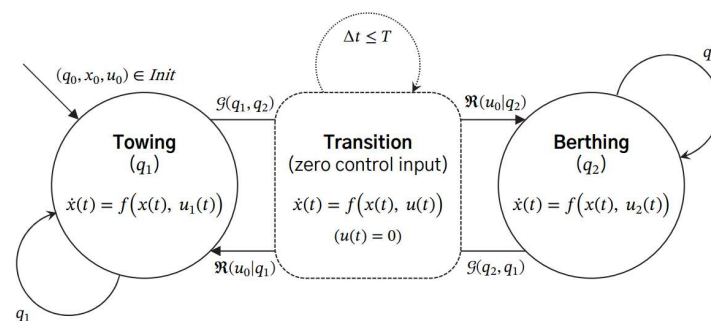 Δt ≤ T
(q₀, x₀, u₀) ∈ Init
𝒢(q₁, q₂)
ℜ(u₀|q₂)
q
Towing
(q₁)
ẋ(t) = f(x(t), u₁(t))
Transition
(zero control input)
ẋ(t) = f(x(t), u(t))
(u(t) = 0)
Berthing
(q₂)
ẋ(t) = f(x(t), u₂(t))
ℜ(u₀|q₁)
𝒢(q₂, q₁)
q₁